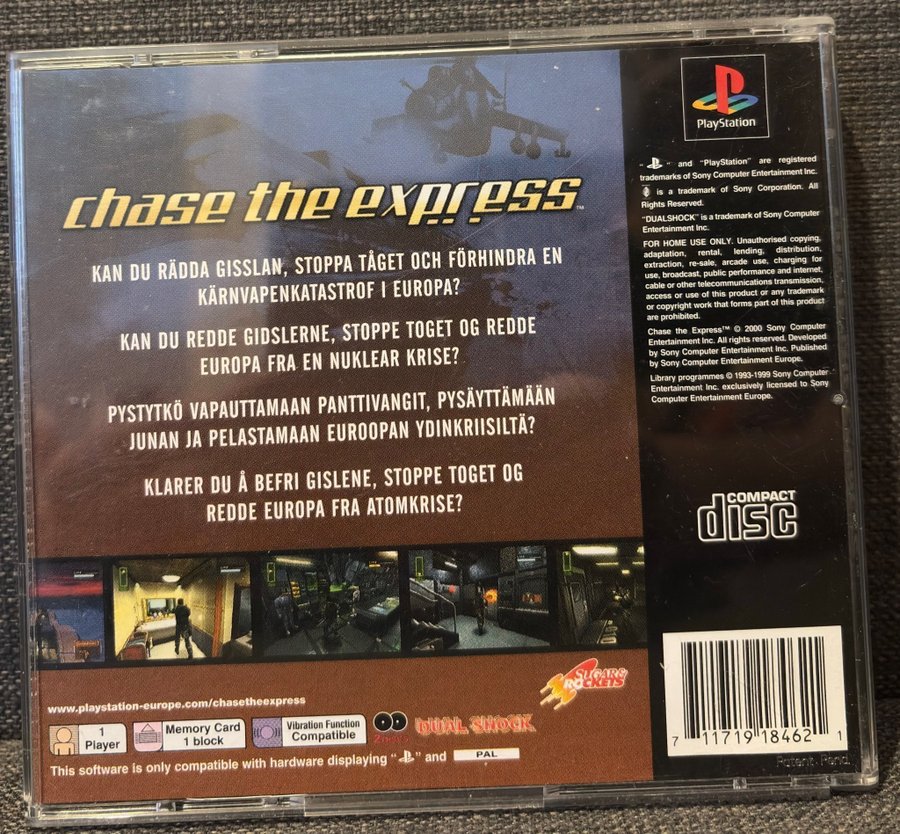 chase the express™
KAN DU RÄDDA GISSLAN, STOPPA TÅGET OCH FÖRHINDRA EN
KÄRNVAPENKATASTROF I EUROPA?
KAN DU REDDE GIDSLERNE, STOPPE TOGET OG REDDE
EUROPA FRA EN NUKLEAR KRISE?
PYSTYTKÖ VAPAUTTAMAAN PANTTIVANGIT, PYSÄYTTÄMÄÄN
JUNAN JA PELASTAMAAN EUROOPAN YDINKRIISILTÄ?
KLARER DU Å BEFRI GISLENE, STOPPE TOGET OG
REDDE EUROPA FRA ATOMKRISE?
SUGAR &
ROCKETS
www.playstation-europe.com/chasetheexpress
1
Player
Memory Card
1 block
Vibration Function
Compatible
DUAL SHOCK
This software is only compatible with hardware displaying " " and PAL
PlayStation
" " and "PlayStation" are registered
trademarks of Sony Computer Entertainment Inc.
is a trademark of Sony Corporation. All
Rights Reserved.
"DUALSHOCK" is a trademark of Sony Computer
Entertainment Inc.
FOR HOME USE ONLY. Unauthorised copying,
adaptation, rental, lending, distribution,
extraction, re-sale, arcade use, charging for
use, broadcast, public performance and internet,
cable or other telecommunications transmission,
access or use of this product or any trademark
or copyright work that forms part of this product
are prohibited.
Chase the Express™ © 2000 Sony Computer
Entertainment Inc. All rights reserved. Developed
by Sony Computer Entertainment Inc. Published
by Sony Computer Entertainment Europe.
Library programmes © 1993-1999 Sony Computer
Entertainment Inc. exclusively licensed to Sony
Computer Entertainment Europe.
COMPACT
disc
7 11719 18462 1
Patent Pend.